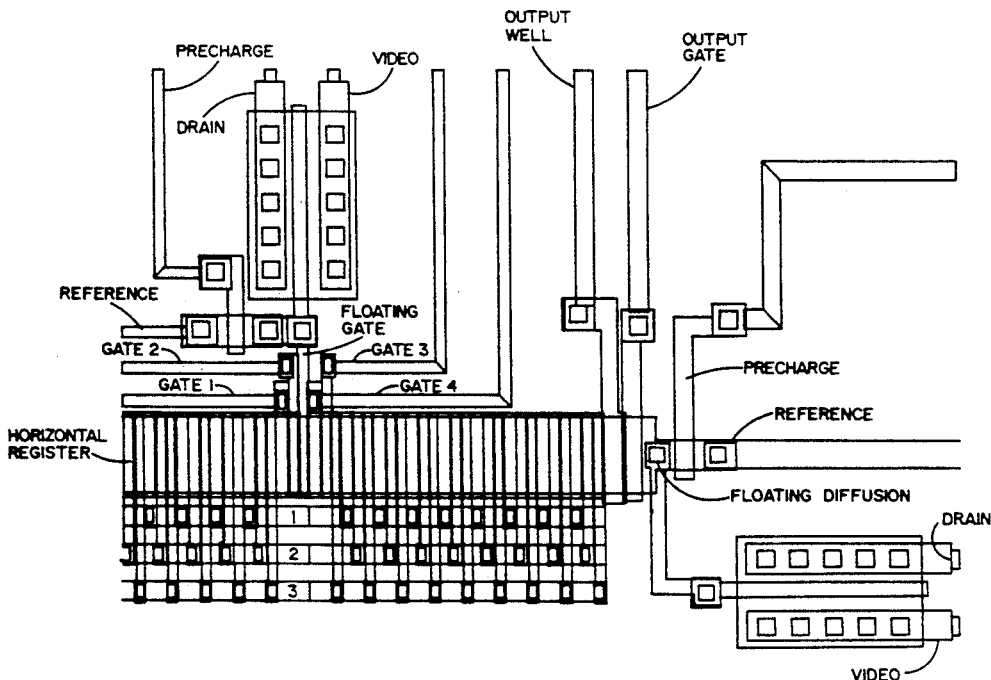 OUTPUT
WELL
OUTPUT
GATE
PRECHARGE
VIDEO
DRAIN
REFERENCE
FLOATING
GATE
GATE 2
GATE 3
GATE 1
GATE 4
PRECHARGE
REFERENCE
HORIZONTAL
REGISTER
FLOATING DIFFUSION
1
DRAIN
2
3
VIDEO